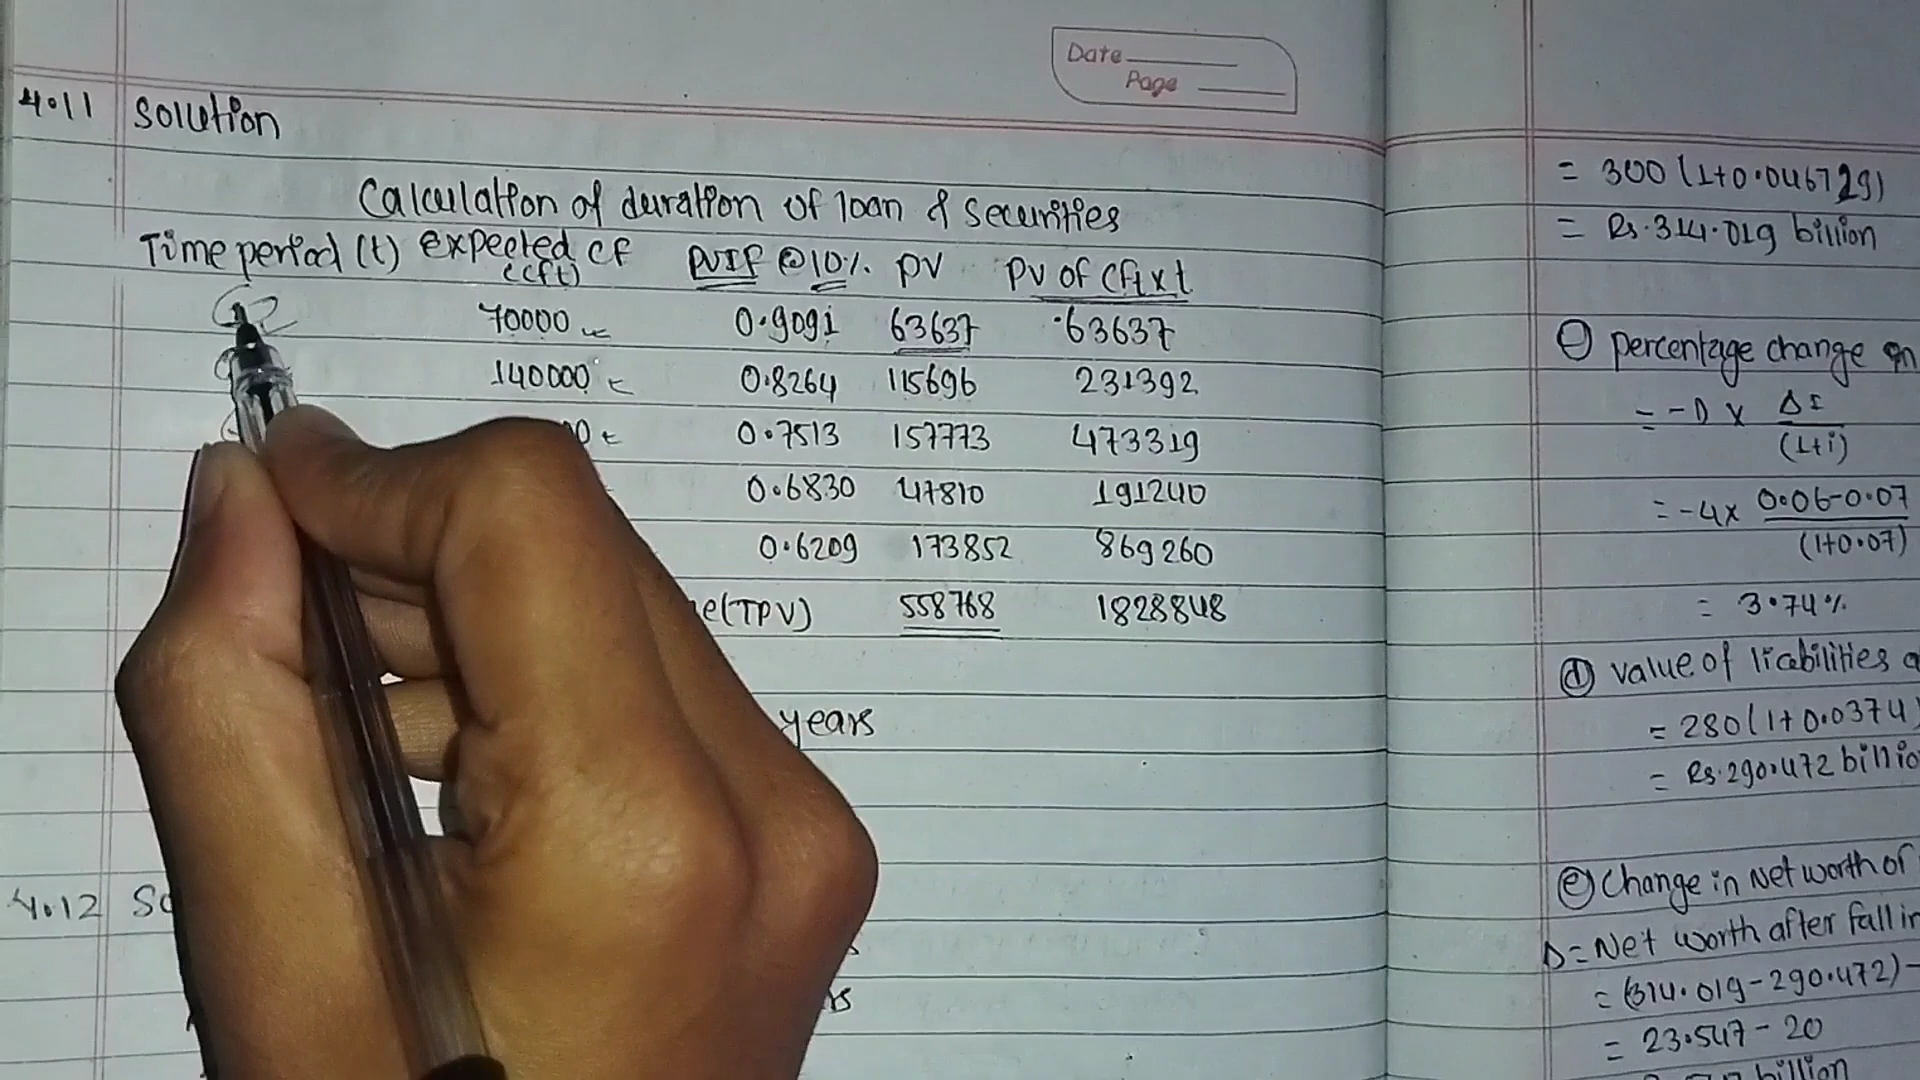 Date
Page
4.11 Solution
Calculation of duration of loan & securities
Time period (t) expected CF (cft) PVIF @10% PV PV of Cft x t
70000 0.9091 63637 63637
140000 0.8264 115696 231392
0.7513 157773 473319
0.6830 47810 191240
0.6209 173852 869260
(TPV) 558768 1828848
years
4.12
= 300 (1+0.046729)
= Rs.314.019 billion
percentage change in
= -D x ΔI
(1+i)
= -4x 0.06-0.07
(1+0.07)
= 3.74%
(d) value of liabilities
= 280(1+0.0374)
= Rs.290.472 billio
(e) Change in Net worth of
Δ = Net worth after fall in
= (314.019-290.472)-
= 23.547 - 20
billion